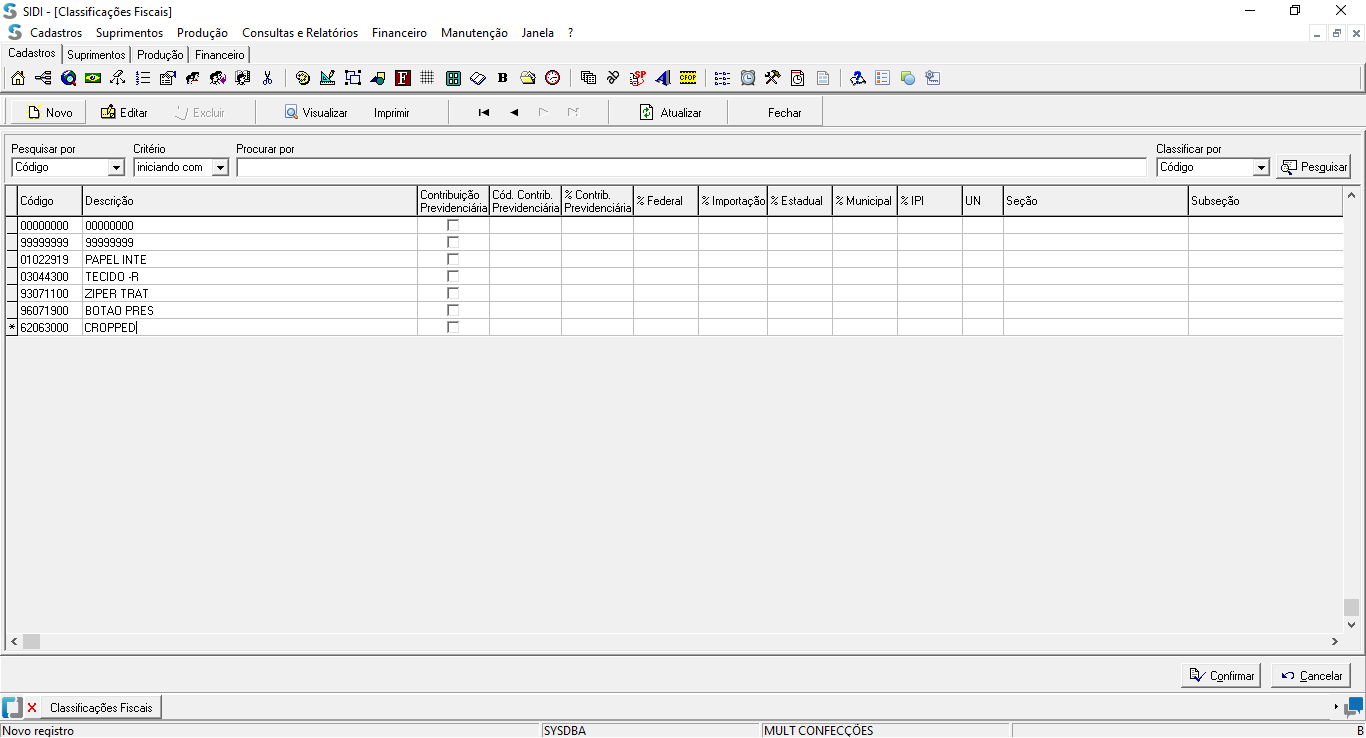 SIDI - [Classificações Fiscais]
Cadastros Suprimentos Produção Consultas e Relatórios Financeiro Manutenção Janela ?
Cadastros Suprimentos Produção Financeiro
F B SP CFOP
Novo Editar Excluir Visualizar Imprimir Atualizar Fechar
Pesquisar por Critério Procurar por Classificar por
Código iniciando com Código Pesquisar
Código Descrição Contribuição Previdenciária Cód. Contrib. Previdenciária % Contrib. Previdenciária % Federal % Importação % Estadual % Municipal % IPI UN Seção Subseção
00000000 00000000
99999999 99999999
01022919 PAPEL INTE
03044300 TECIDO -R
93071100 ZIPER TRAT
96071900 BOTAO PRES
* 62063000 CROPPED
Confirmar Cancelar
Classificações Fiscais
Novo registro SYSDBA MULT CONFECÇÕES B